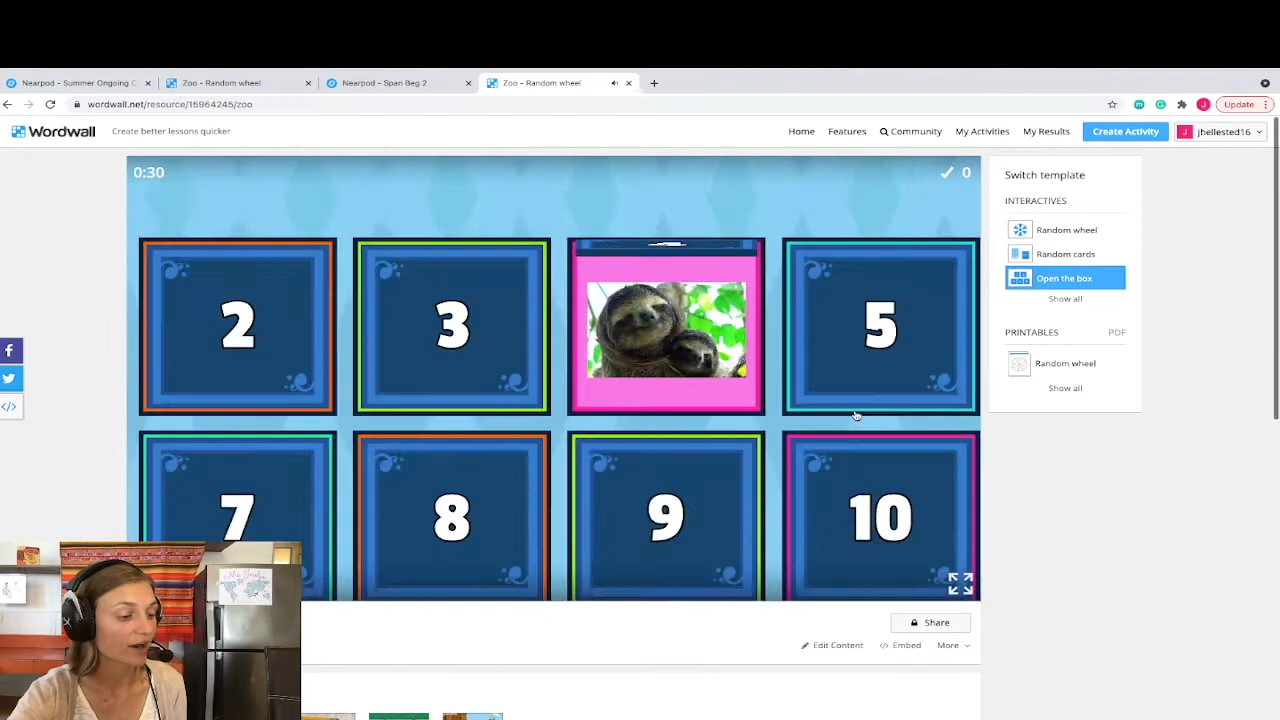 Nearpod - Summer Ongoing C
Zoo - Random wheel
Nearpod - Span Beg 2
Zoo - Random wheel
wordwall.net/resource/15964245/zoo
Update
Wordwall
Create better lessons quicker
Home
Features
Community
My Activities
My Results
Create Activity
J
jhellested16
0:30
0
Switch template
INTERACTIVES
Random wheel
Random cards
Open the box
Show all
PRINTABLES PDF
Random wheel
Show all
2
3
5
7
8
9
10
Share
Edit Content
Embed
More